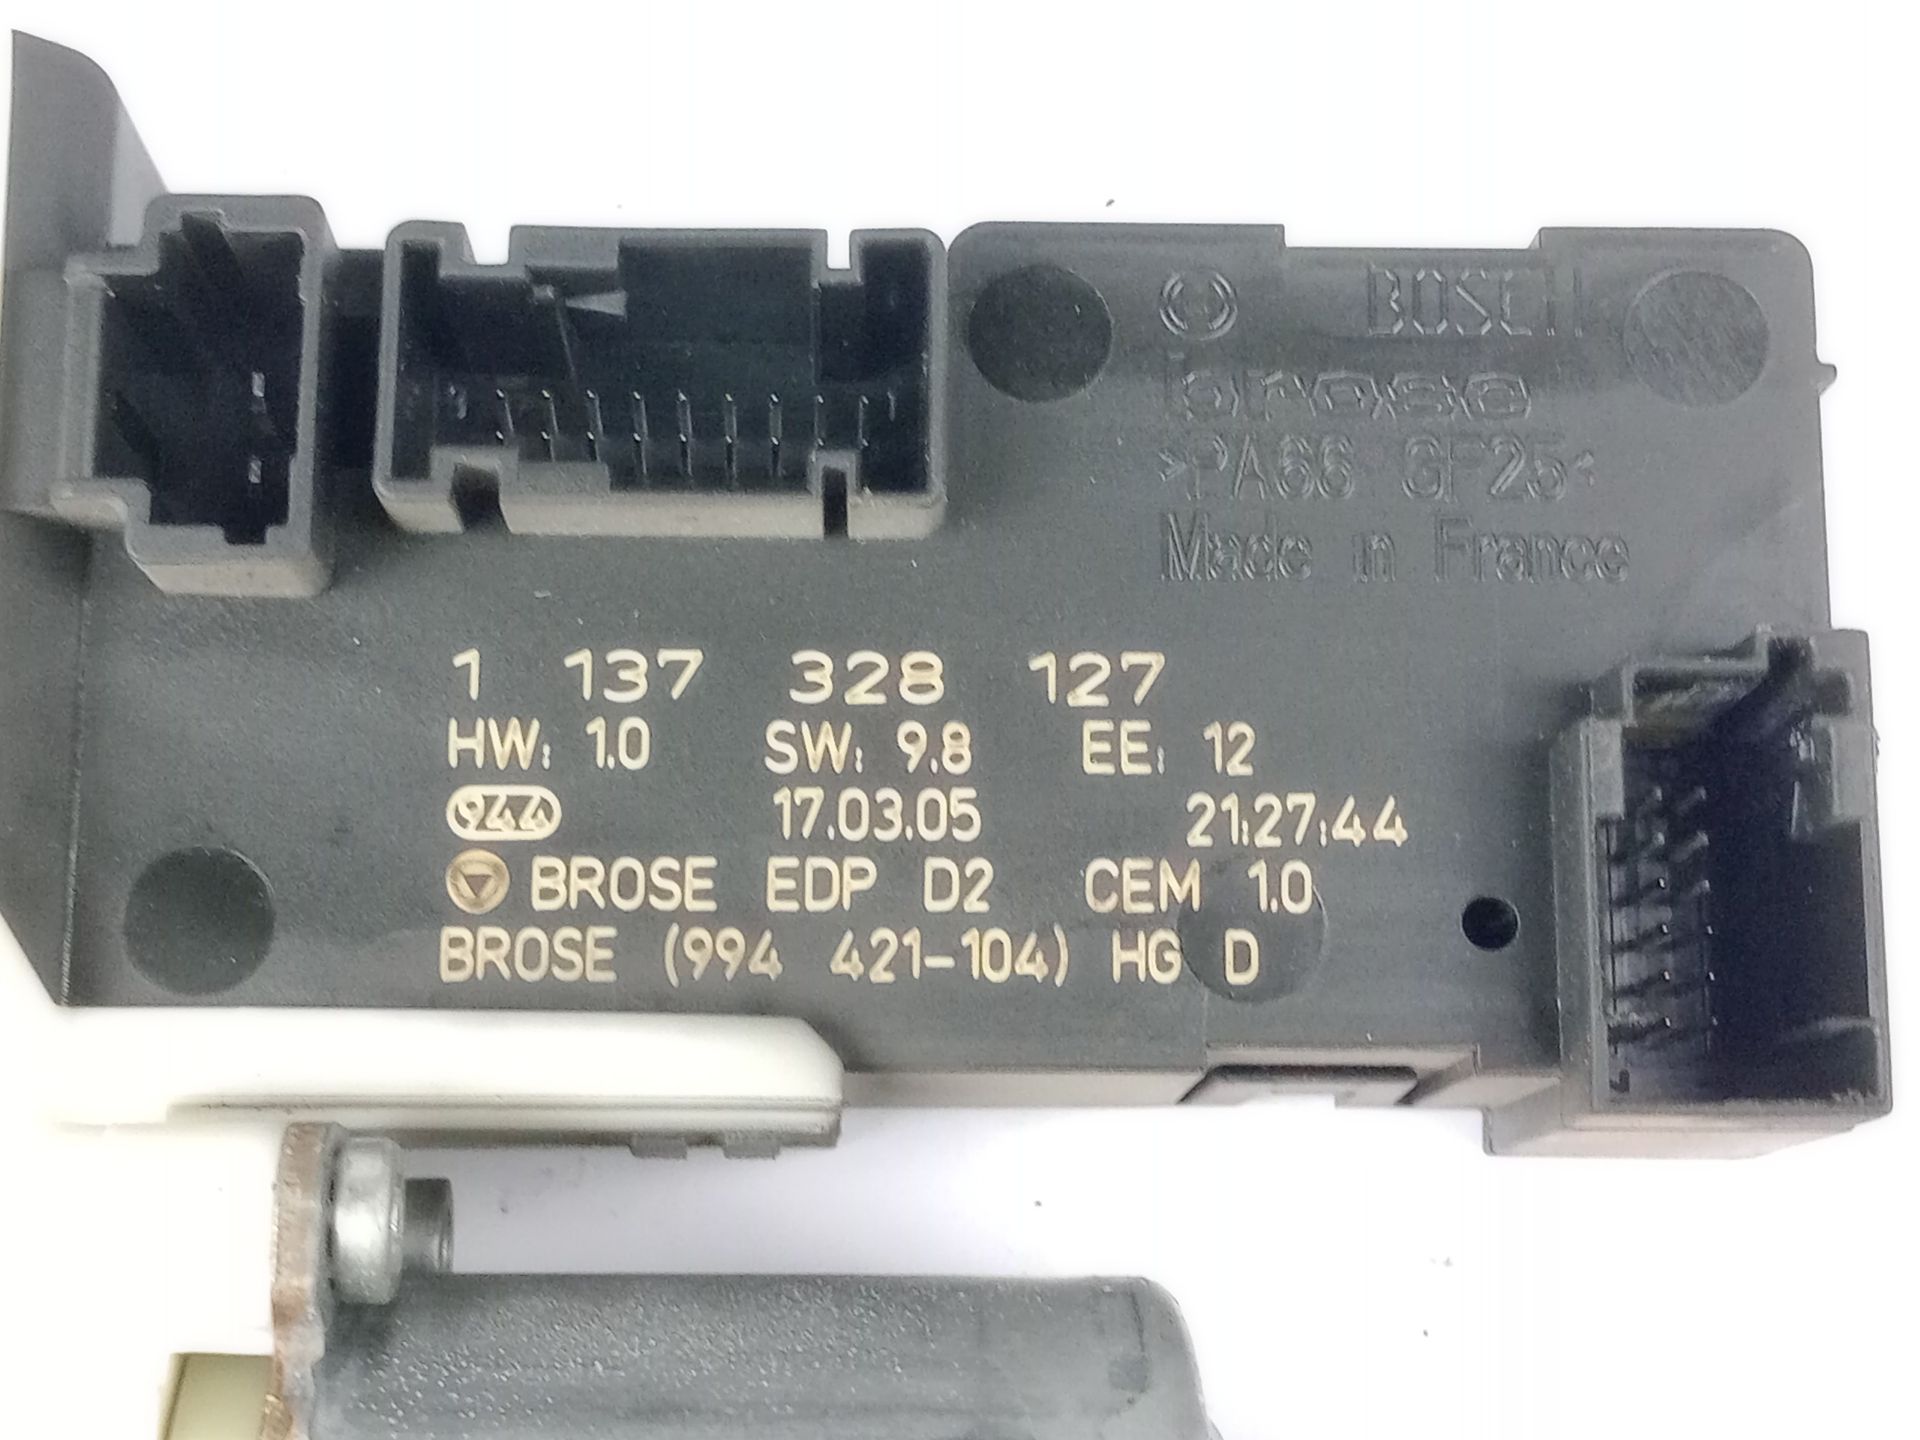 BOSCH
brose
>PA66 GF25<
Made in France
1 137 328 127
HW: 1.0 SW: 9.8 EE: 12
944 17.03.05 21:27:44
BROSE EDP D2 CEM 1.0
BROSE (994 421-104) HG D